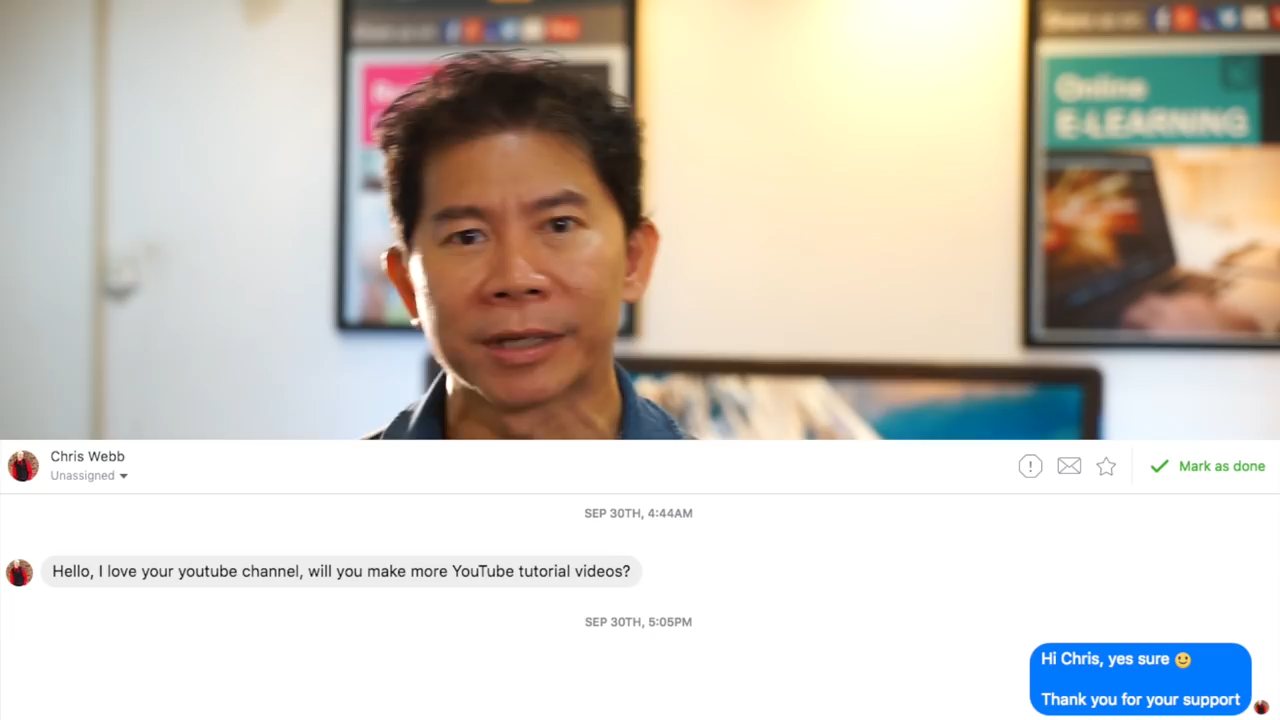 Online
E-LEARNING
Chris Webb
Unassigned
Mark as done
SEP 30TH, 4:44AM
Hello, I love your youtube channel, will you make more YouTube tutorial videos?
SEP 30TH, 5:05PM
Hi Chris, yes sure 🙂
Thank you for your support